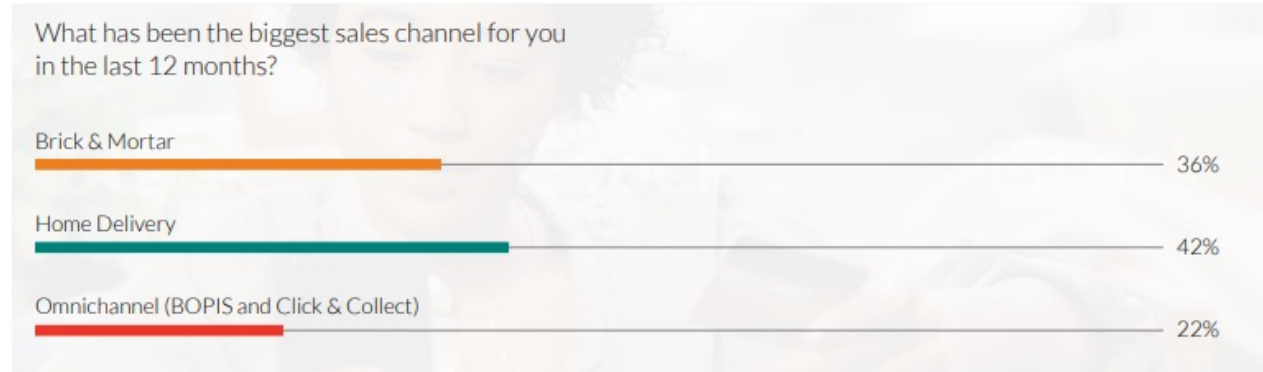 What has been the biggest sales channel for you
in the last 12 months?
Brick & Mortar
36%
Home Delivery
42%
Omnichannel (BOPIS and Click & Collect)
22%